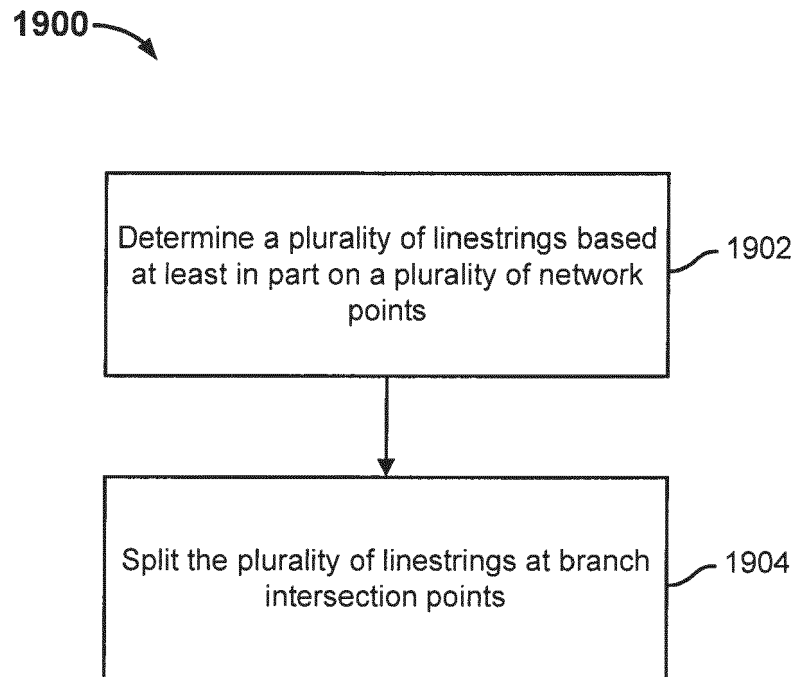 1900
Determine a plurality of linestrings based
at least in part on a plurality of network
points
1902
Split the plurality of linestrings at branch
intersection points
1904